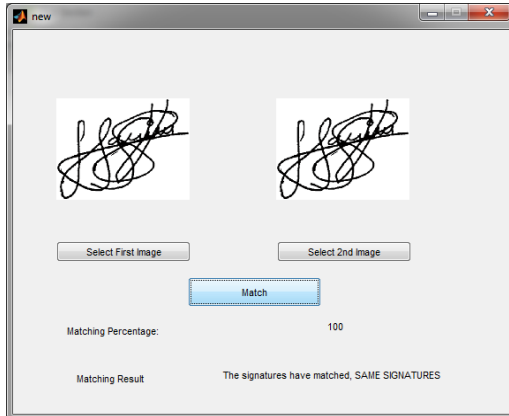 new
Select First Image
Select 2nd Image
Match
Matching Percentage:
100
Matching Result
The signatures have matched, SAME SIGNATURES